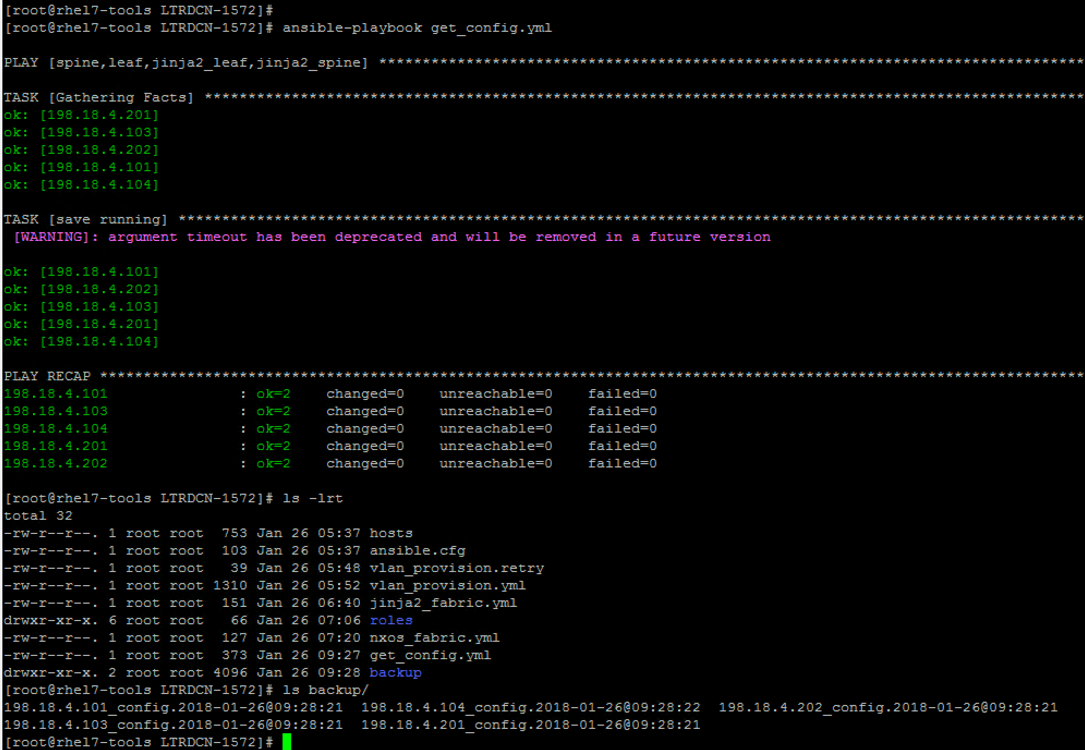 [root@rhel7-tools LTRDCN-1572]#
[root@rhel7-tools LTRDCN-1572]# ansible-playbook get_config.yml
PLAY [spine,leaf,jinja2_leaf,jinja2_spine] *********************************************************************************
TASK [Gathering Facts] *****************************************************************************************************
ok: [198.18.4.201]
ok: [198.18.4.103]
ok: [198.18.4.202]
ok: [198.18.4.101]
ok: [198.18.4.104]
TASK [save running] ********************************************************************************************************
[WARNING]: argument timeout has been deprecated and will be removed in a future version
ok: [198.18.4.101]
ok: [198.18.4.202]
ok: [198.18.4.103]
ok: [198.18.4.201]
ok: [198.18.4.104]
PLAY RECAP *****************************************************************************************************************
198.18.4.101               : ok=2    changed=0    unreachable=0    failed=0
198.18.4.103               : ok=2    changed=0    unreachable=0    failed=0
198.18.4.104               : ok=2    changed=0    unreachable=0    failed=0
198.18.4.201               : ok=2    changed=0    unreachable=0    failed=0
198.18.4.202               : ok=2    changed=0    unreachable=0    failed=0
[root@rhel7-tools LTRDCN-1572]# ls -lrt
total 32
-rw-r--r--. 1 root root  753 Jan 26 05:37 hosts
-rw-r--r--. 1 root root  103 Jan 26 05:37 ansible.cfg
-rw-r--r--. 1 root root   39 Jan 26 05:48 vlan_provision.retry
-rw-r--r--. 1 root root 1310 Jan 26 05:52 vlan_provision.yml
-rw-r--r--. 1 root root  151 Jan 26 06:40 jinja2_fabric.yml
drwxr-xr-x. 6 root root   66 Jan 26 07:06 roles
-rw-r--r--. 1 root root  127 Jan 26 07:20 nxos_fabric.yml
-rw-r--r--. 1 root root  373 Jan 26 09:27 get_config.yml
drwxr-xr-x. 2 root root 4096 Jan 26 09:28 backup
[root@rhel7-tools LTRDCN-1572]# ls backup/
198.18.4.101_config.2018-01-26@09:28:21  198.18.4.104_config.2018-01-26@09:28:22  198.18.4.202_config.2018-01-26@09:28:21
198.18.4.103_config.2018-01-26@09:28:21  198.18.4.201_config.2018-01-26@09:28:21
[root@rhel7-tools LTRDCN-1572]#